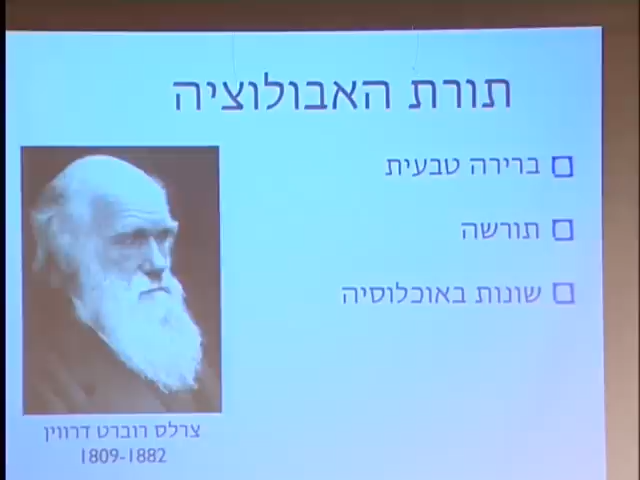 תורת האבולוציה
ברירה טבעית
תורשה
שונות באוכלוסיה
צרלס רוברט דרווין
1809-1882